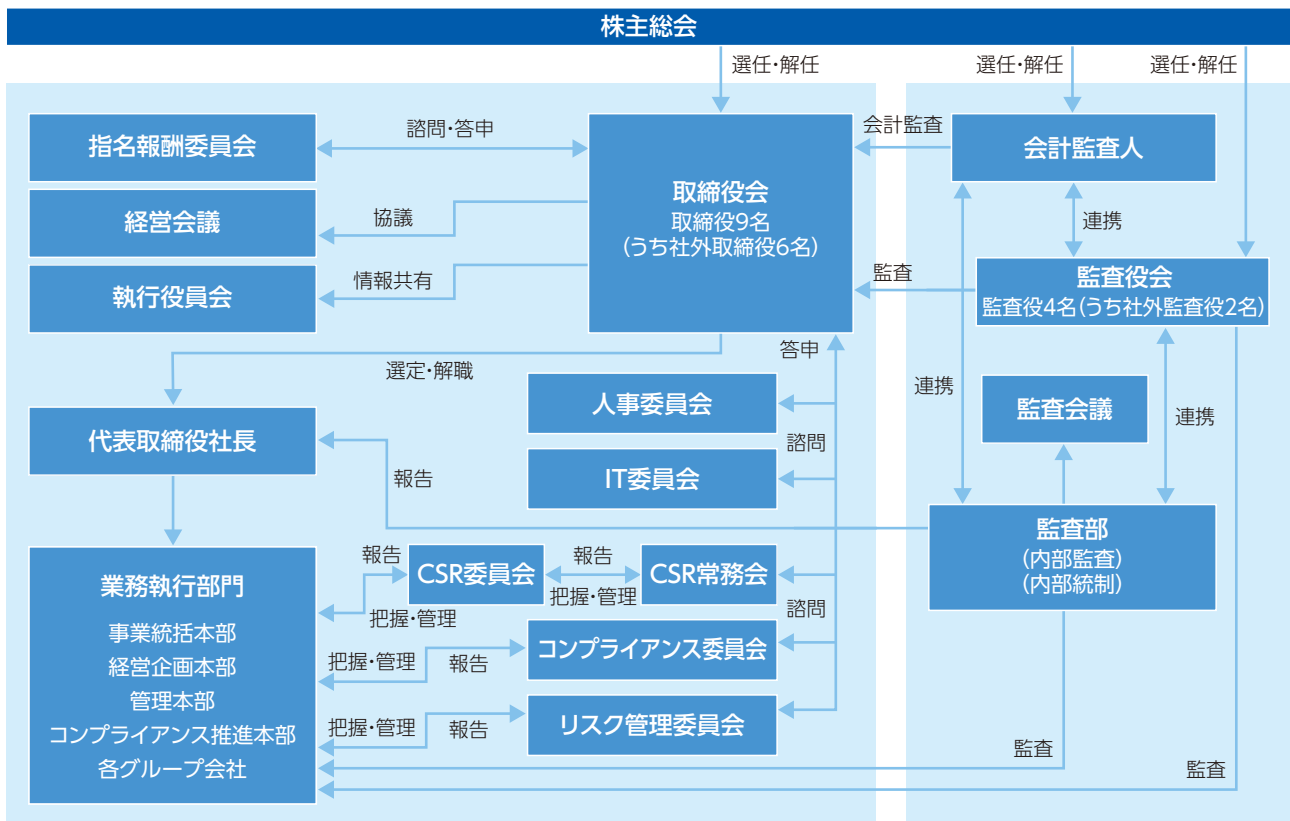 株主総会
選任・解任
選任・解任
選任・解任
指名報酬委員会
諮問・答申
取締役会
取締役9名
(うち社外取締役6名)
会計監査
会計監査人
経営会議
協議
連携
執行役員会
情報共有
監査
監査役会
監査役4名(うち社外監査役2名)
選定・解職
答申
代表取締役社長
人事委員会
連携
監査会議
連携
諮問
報告
IT委員会
監査部
(内部監査)
(内部統制)
業務執行部門
事業統括本部
経営企画本部
管理本部
コンプライアンス推進本部
各グループ会社
報告
CSR委員会
報告
CSR常務会
把握・管理
把握・管理
諮問
把握・管理
報告
コンプライアンス委員会
把握・管理
報告
リスク管理委員会
監査
監査